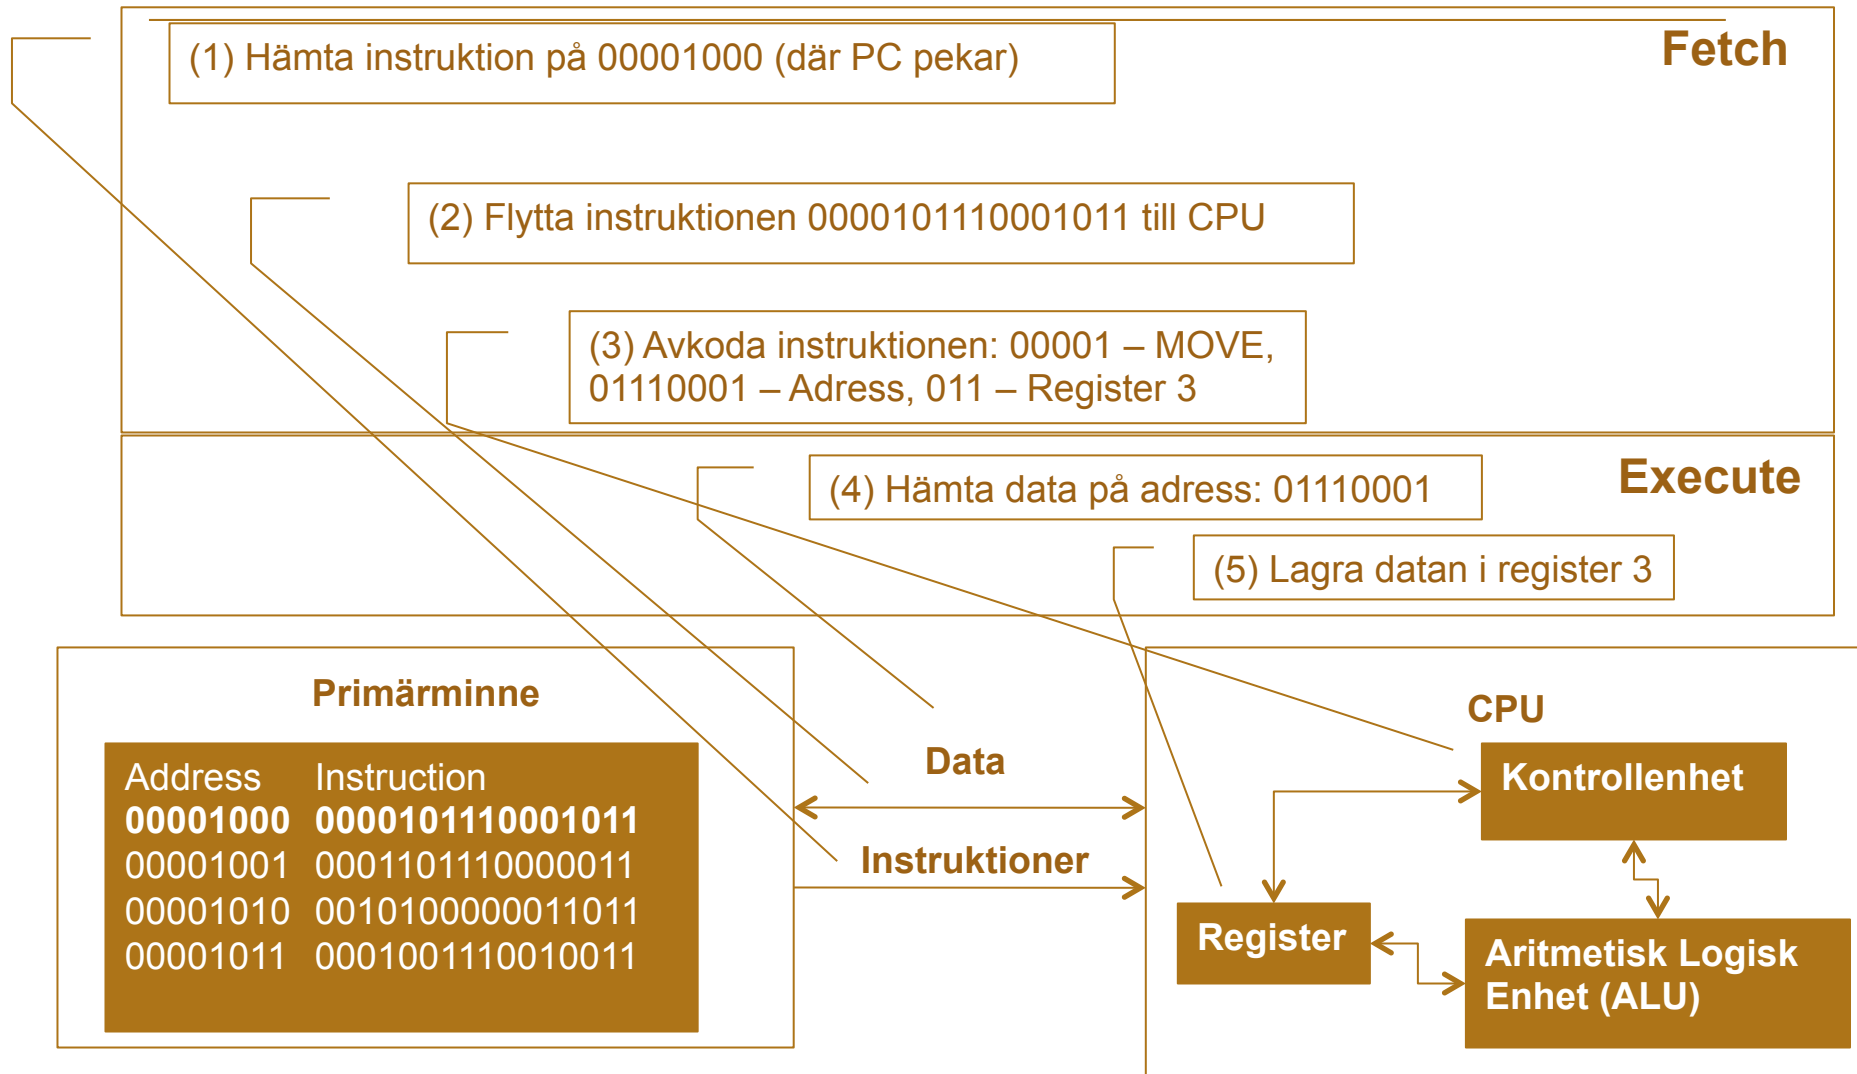 (1) Hämta instruktion på 00001000 (där PC pekar)
Fetch
(2) Flytta instruktionen 0000101110001011 till CPU
(3) Avkoda instruktionen: 00001 – MOVE,
01110001 – Adress, 011 – Register 3
Execute
(4) Hämta data på adress: 01110001
(5) Lagra datan i register 3
Primärminne
Address Instruction
00001000 0000101110001011
00001001 0001101110000011
00001010 0010100000011011
00001011 0001001110010011
Data
Instruktioner
CPU
Kontrollenhet
Register
Aritmetisk Logisk
Enhet (ALU)